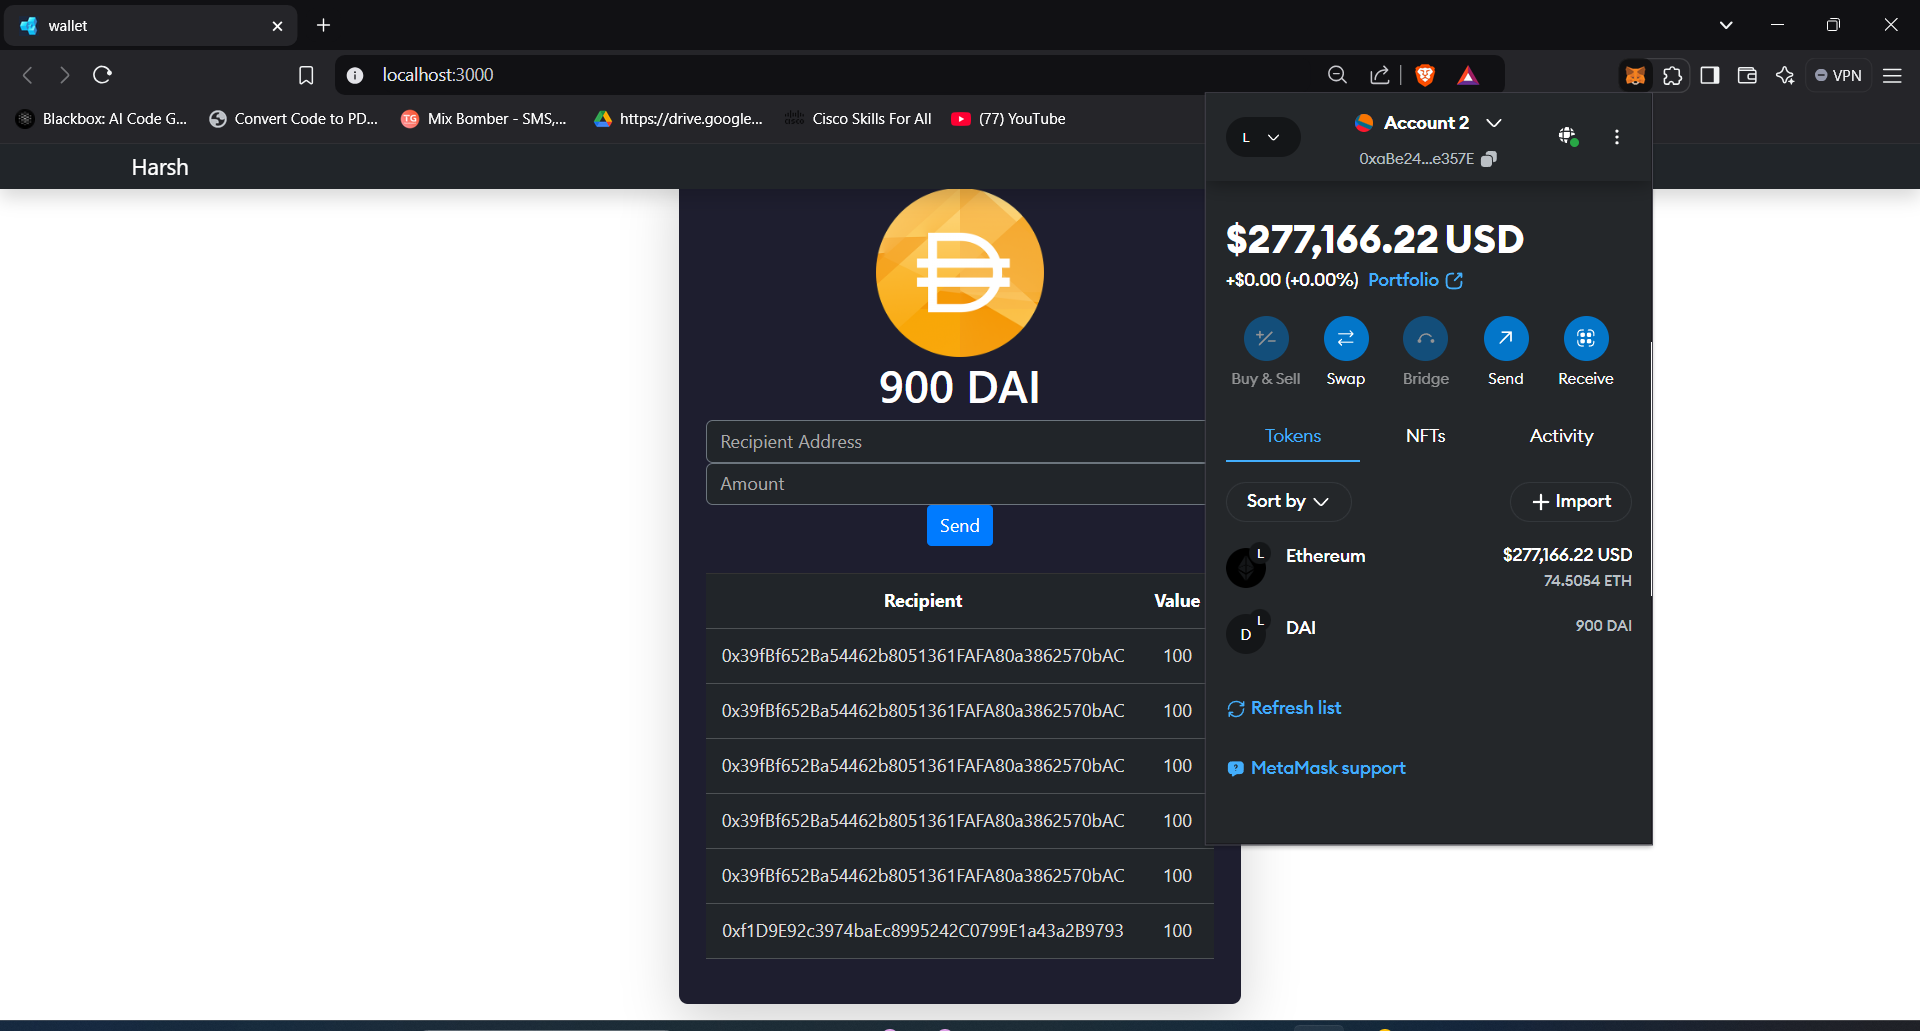 wallet
localhost:3000
VPN
Blackbox: AI Code G...
Convert Code to PD...
TG
Mix Bomber - SMS,...
https://drive.google...
Cisco Skills For All
(77) YouTube
Harsh
900 DAI
Recipient Address
Amount
Send
Recipient Value
0x39fBf652Ba54462b8051361FAFA80a3862570bAC 100
0x39fBf652Ba54462b8051361FAFA80a3862570bAC 100
0x39fBf652Ba54462b8051361FAFA80a3862570bAC 100
0x39fBf652Ba54462b8051361FAFA80a3862570bAC 100
0x39fBf652Ba54462b8051361FAFA80a3862570bAC 100
0xf1D9E92c3974baEc8995242C0799E1a43a2B9793 100
L
Account 2
0xaBe24...e357E
$277,166.22 USD
+$0.00 (+0.00%) Portfolio
Buy & Sell
Swap
Bridge
Send
Receive
Tokens
NFTs
Activity
Sort by
Import
L
Ethereum
$277,166.22 USD
74.5054 ETH
L
D
DAI
900 DAI
Refresh list
MetaMask support